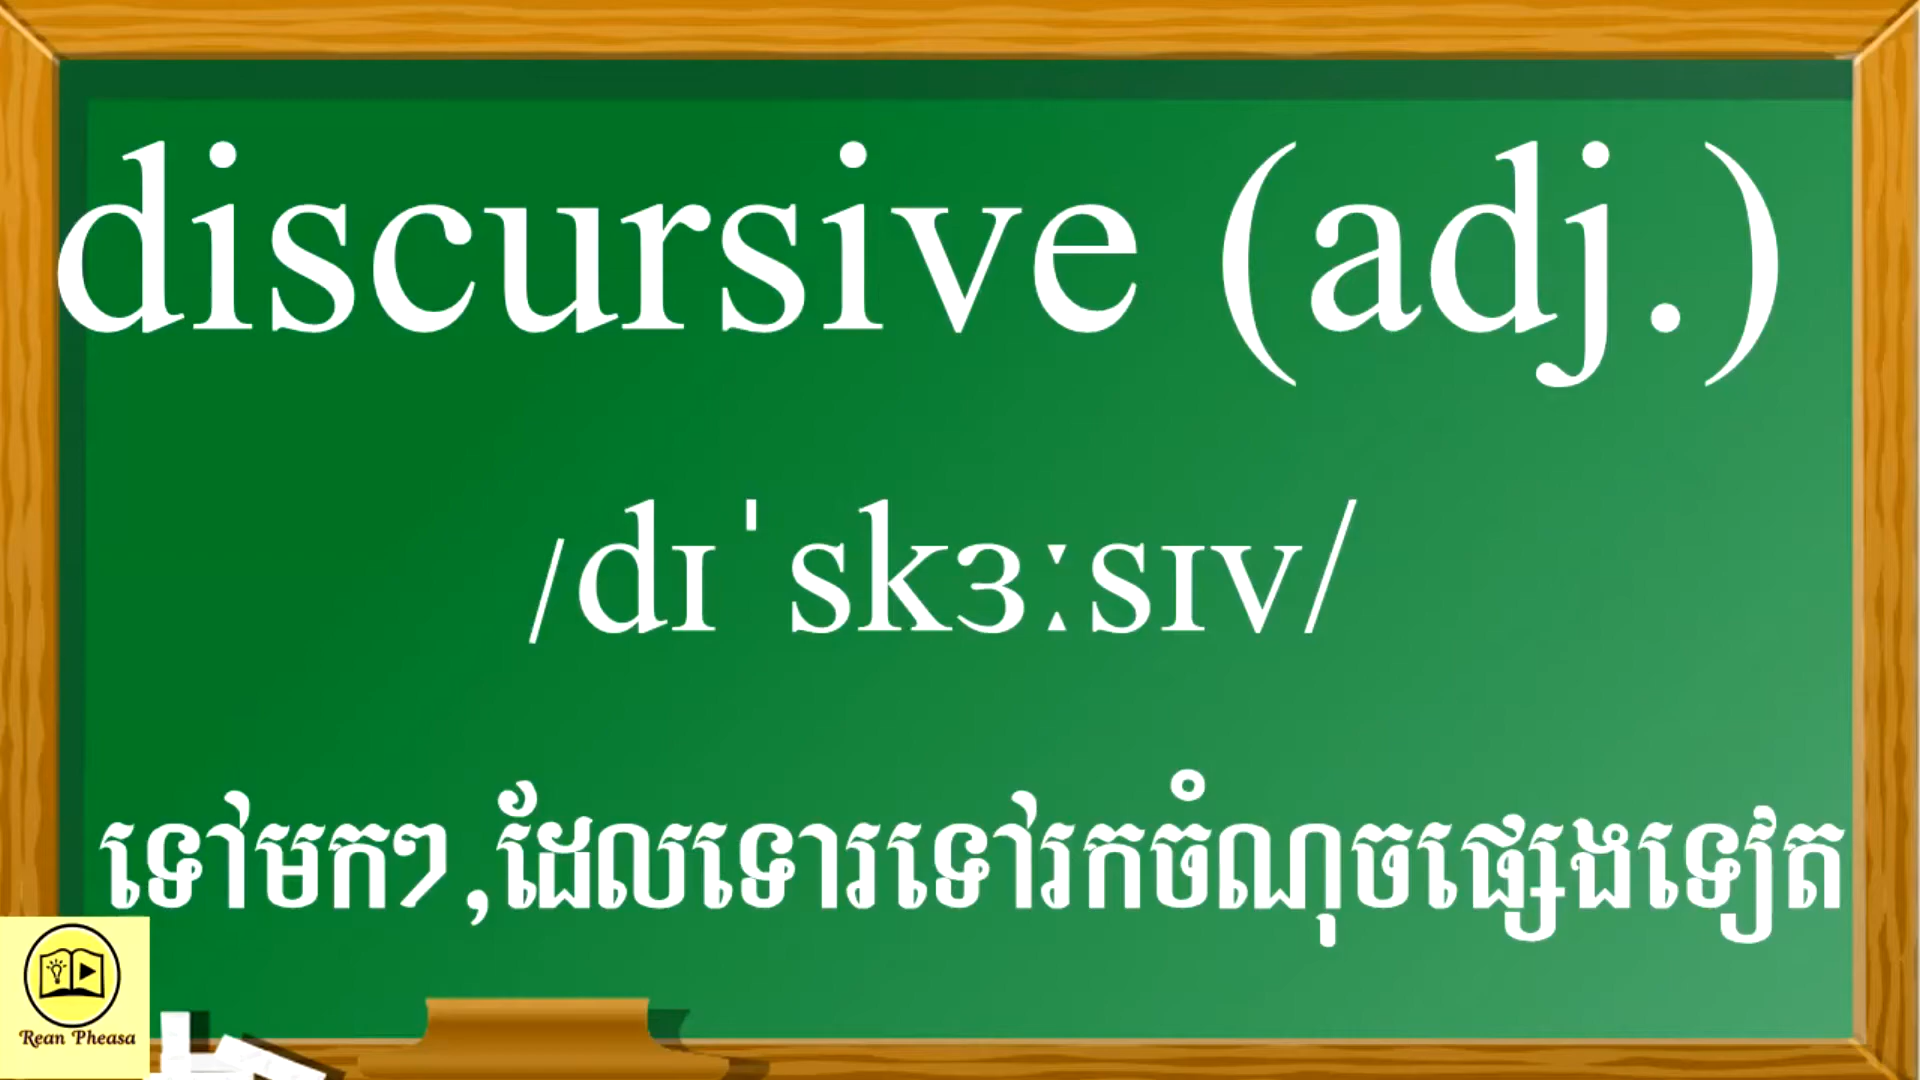 discursive (adj.)
/dɪˈskɜːsɪv/
ទៅមកៗ,ដែលទោរទៅរកចំណុចផ្សេងទៀត
Rean Pheasa